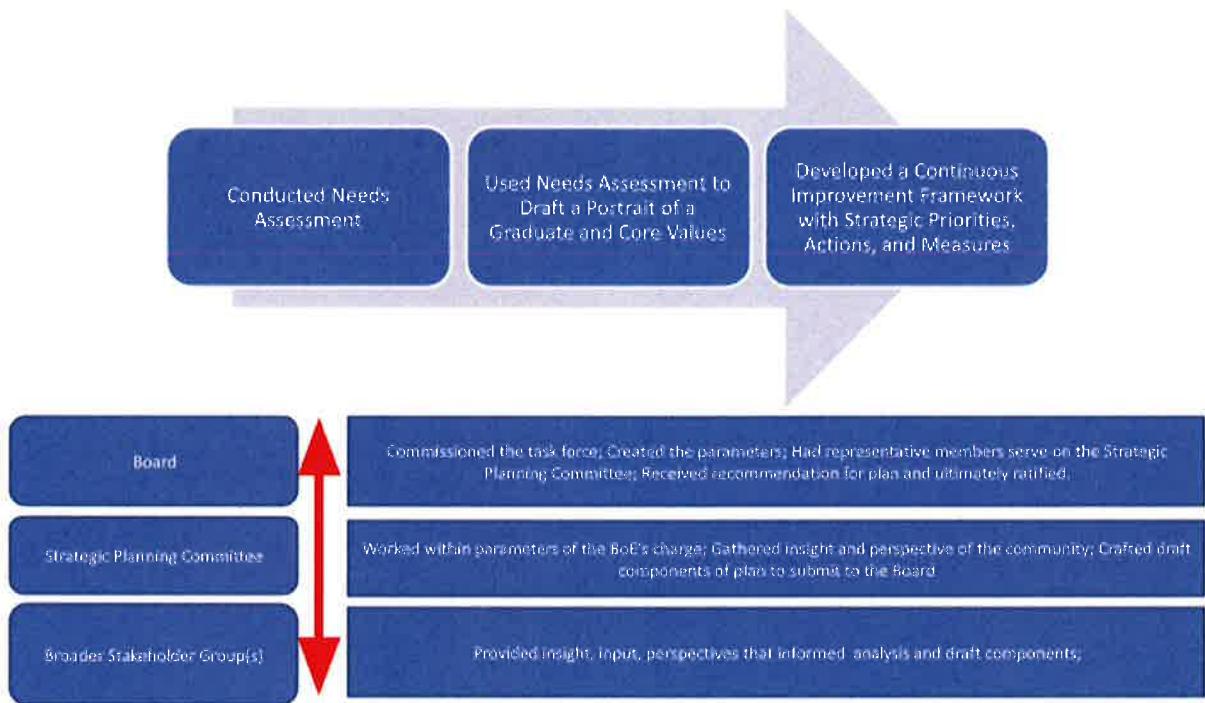 Conducted Needs
Assessment
Used Needs Assessment to
Draft a Portrait of a
Graduate and Core Values
Developed a Continuous
Improvement Framework
with Strategic Priorities,
Actions, and Measures
Board
Commissioned the task force; Created the parameters; Had representative members serve on the Strategic
Planning Committee; Received recommendation for plan and ultimately ratified.
Strategic Planning Committee
Worked within parameters of the BoE's charge; Gathered insight and perspective of the community; Crafted draft
components of plan to submit to the Board
Broader Stakeholder Group(s)
Provided insight, input, perspectives that informed analysis and draft components;